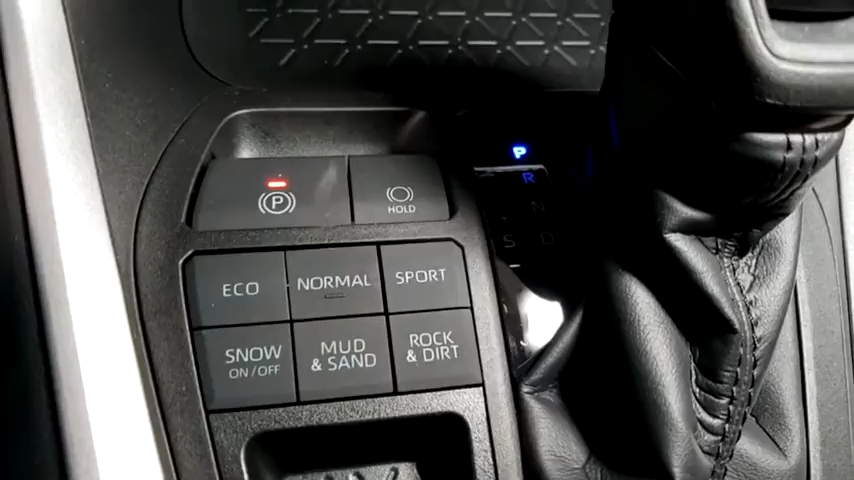 P
HOLD
P
R
N
S D
ECO
NORMAL
SPORT
SNOW
ON/OFF
MUD
& SAND
ROCK
& DIRT